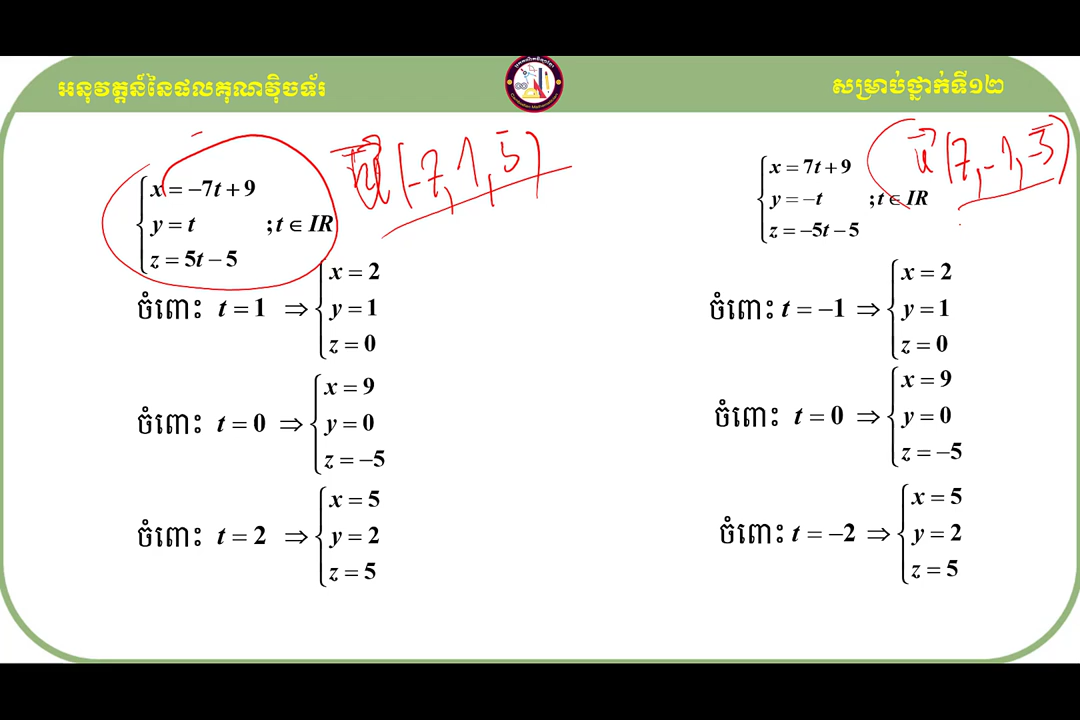 អនុវត្តន៍នៃផលគុណវ៉ិចទ័រ
សម្រាប់ថ្នាក់ទី១២
x = −7t + 9
y = t ; t ∈ IR
z = 5t − 5
u (-7, 1, 5)
ចំពោះ t = 1 ⇒ x = 2
y = 1
z = 0
ចំពោះ t = 0 ⇒ x = 9
y = 0
z = −5
ចំពោះ t = 2 ⇒ x = 5
y = 2
z = 5
x = 7t + 9
y = −t ; t ∈ IR
z = −5t − 5
u (7, -1, -5)
ចំពោះ t = −1 ⇒ x = 2
y = 1
z = 0
ចំពោះ t = 0 ⇒ x = 9
y = 0
z = −5
ចំពោះ t = −2 ⇒ x = 5
y = 2
z = 5